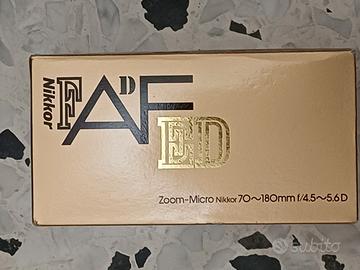 Nikkor
AF D
ED
Zoom-Micro Nikkor 70~180mm f/4.5~5.6 D
subito